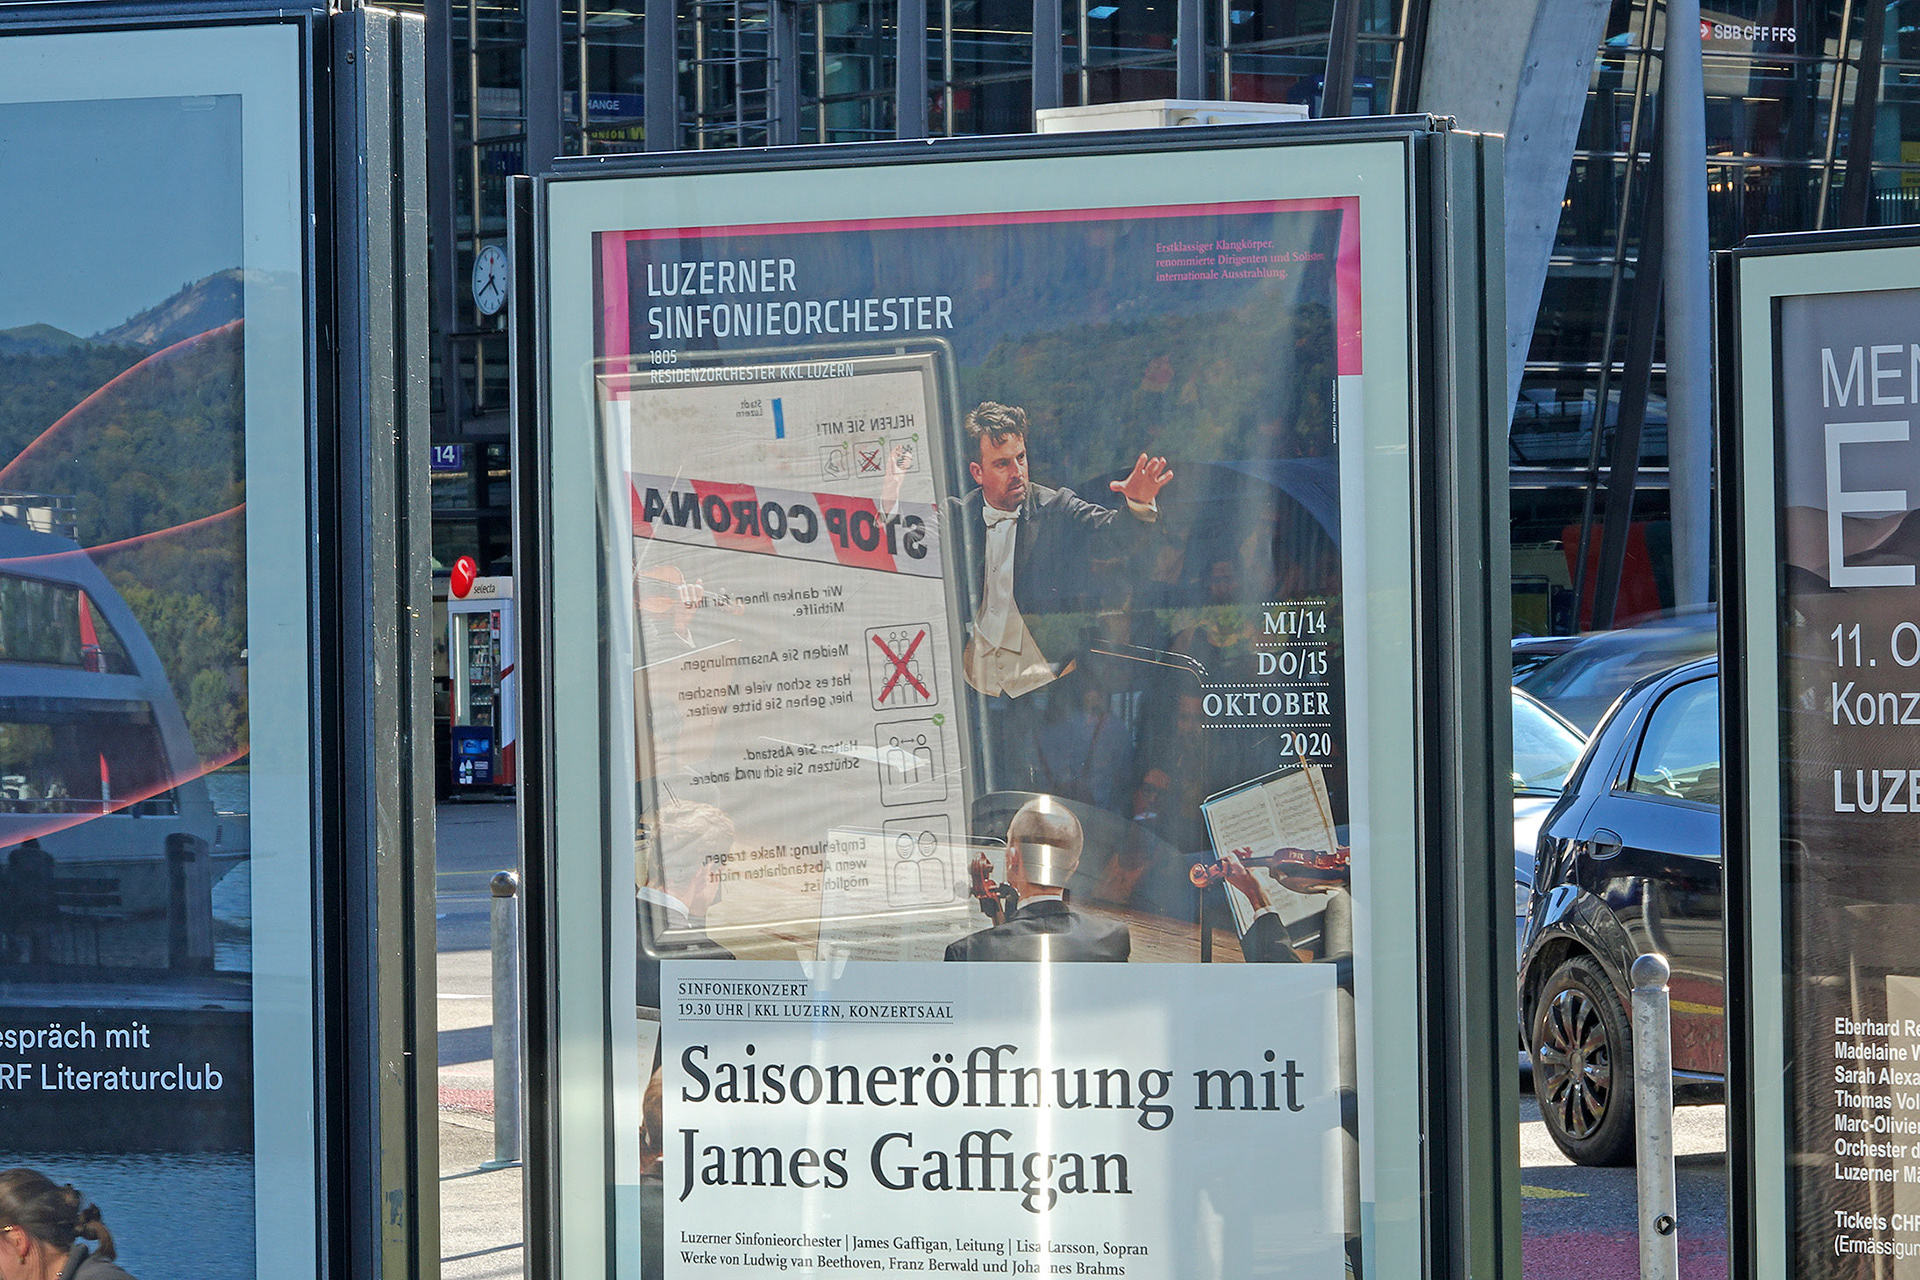 SBB CFF FFS
HANGE
UNION W
14
selecta
espräch mit
RF Literaturclub
LUZERNER
SINFONIEORCHESTER
1805
RESIDENZORCHESTER KKL LUZERN
Erstklassiger Klangkörper,
renommierte Dirigenten und Solisten,
internationale Ausstrahlung.
Stadt
Luzern
HELFEN SIE MIT!
STOP CORONA
Wir danken Ihnen für Ihre
Mithilfe.
Meiden Sie Ansammlungen.
Hat es schon viele Menschen
hier, gehen Sie bitte weiter.
Halten Sie Abstand.
Schützen Sie sich und andere.
Empfehlung: Maske tragen,
wenn Abstandhalten nicht
möglich ist.
MI/14
DO/15
OKTOBER
2020
SINFONIEKONZERT
19.30 UHR | KKL LUZERN, KONZERTSAAL
Saisoneröffnung mit
James Gaffigan
Luzerner Sinfonieorchester | James Gaffigan, Leitung | Lisa Larsson, Sopran
Werke von Ludwig van Beethoven, Franz Berwald und Johannes Brahms
MEN
E
11. O
Konz
LUZE
Eberhard Re
Madelaine W
Sarah Alexa
Thomas Vol
Marc-Olivier
Orchester d
Luzerner Mä
Tickets CHF
(Ermässigun